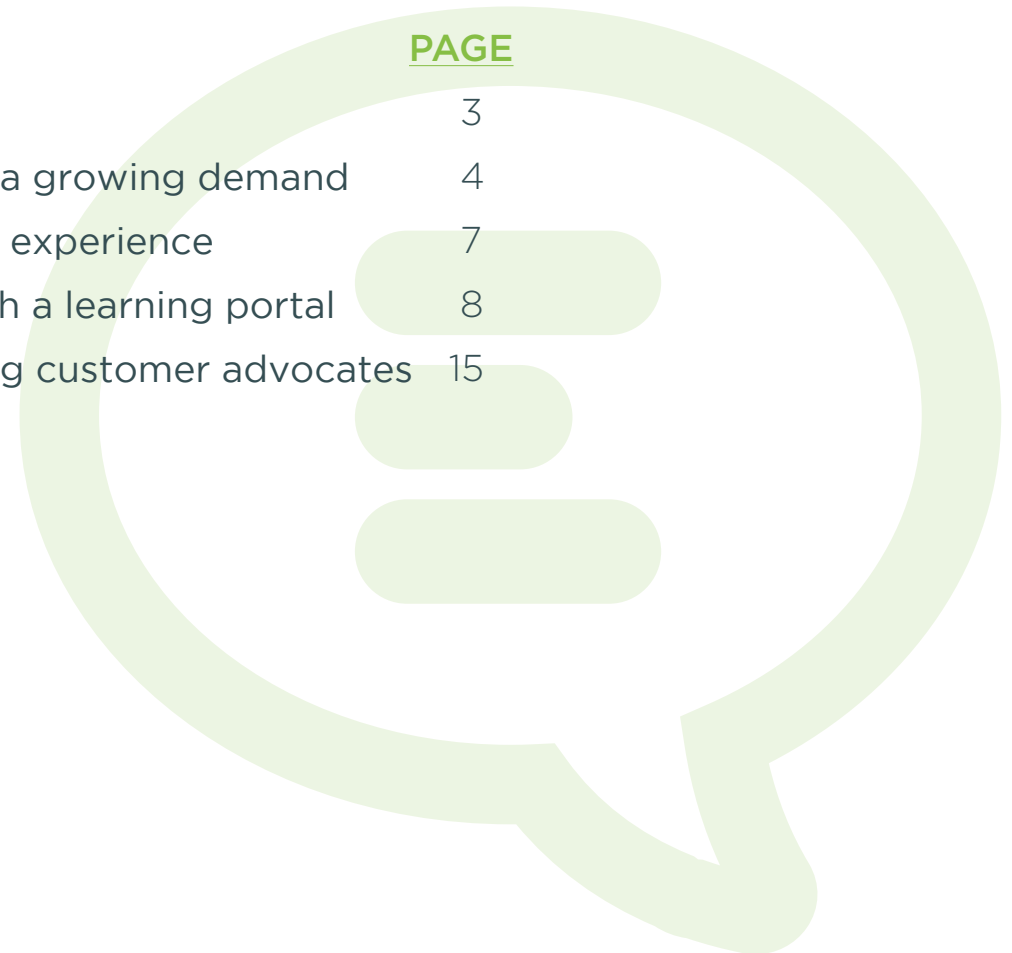 PAGE
3
a growing demand 4
experience 7
h a learning portal 8
g customer advocates 15